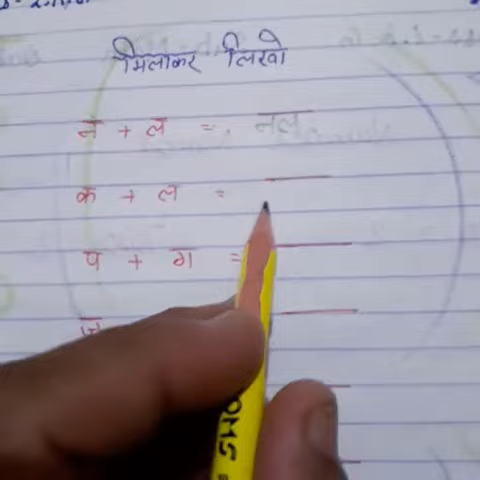 मिलाकर लिखो
न + ल = नल
क + ल =
प + ग =